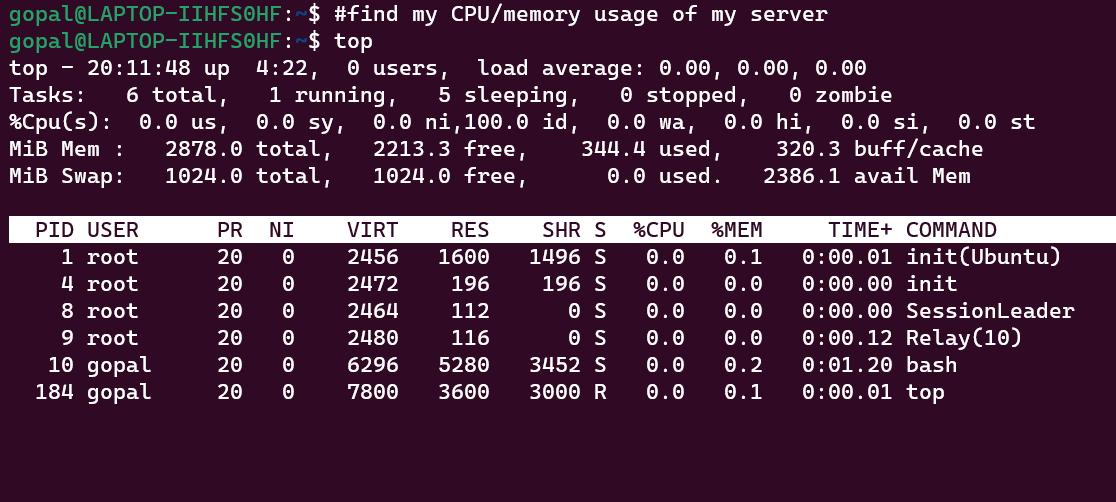 gopal@LAPTOP-IIHFS0HF:~$ #find my CPU/memory usage of my server
gopal@LAPTOP-IIHFS0HF:~$ top
top - 20:11:48 up  4:22,  0 users,  load average: 0.00, 0.00, 0.00
Tasks:   6 total,   1 running,   5 sleeping,   0 stopped,   0 zombie
%Cpu(s):  0.0 us,  0.0 sy,  0.0 ni,100.0 id,  0.0 wa,  0.0 hi,  0.0 si,  0.0 st
MiB Mem :   2878.0 total,   2213.3 free,    344.4 used,    320.3 buff/cache
MiB Swap:   1024.0 total,   1024.0 free,      0.0 used.   2386.1 avail Mem
  PID USER      PR  NI    VIRT    RES    SHR S  %CPU  %MEM     TIME+ COMMAND
    1 root      20   0    2456   1600   1496 S   0.0   0.1   0:00.01 init(Ubuntu)
    4 root      20   0    2472    196    196 S   0.0   0.0   0:00.00 init
    8 root      20   0    2464    112      0 S   0.0   0.0   0:00.00 SessionLeader
    9 root      20   0    2480    116      0 S   0.0   0.0   0:00.12 Relay(10)
   10 gopal     20   0    6296   5280   3452 S   0.0   0.2   0:01.20 bash
  184 gopal     20   0    7800   3600   3000 R   0.0   0.1   0:00.01 top